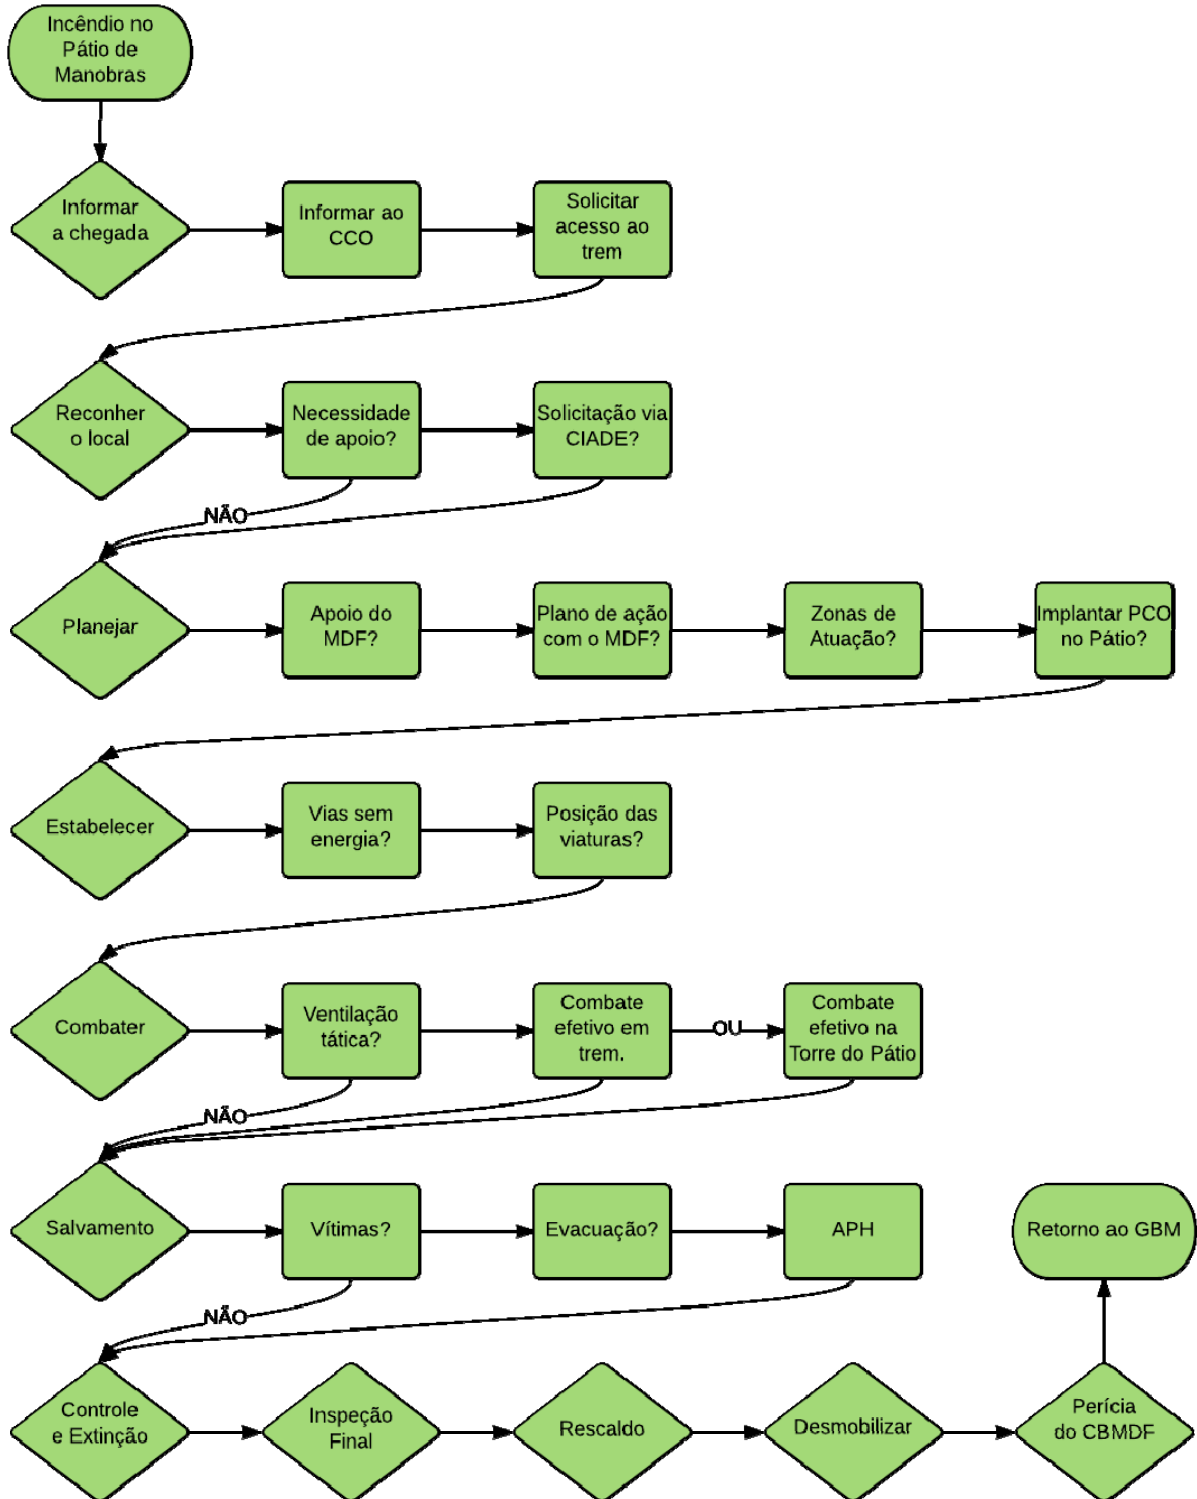 Incêndio no
Pátio de
Manobras
Informar
a chegada
Informar ao
CCO
Solicitar
acesso ao
trem
Reconher
o local
Necessidade
de apoio?
Solicitação via
CIADE?
NÃO
Planejar
Apoio do
MDF?
Plano de ação
com o MDF?
Zonas de
Atuação?
Implantar PCO
no Pátio?
Estabelecer
Vias sem
energia?
Posição das
viaturas?
Combater
Ventilação
tática?
Combate
efetivo em
trem.
OU
Combate
efetivo na
Torre do Pátio
NÃO
Salvamento
Vítimas?
Evacuação?
APH
Retorno ao GBM
NÃO
Controle
e Extinção
Inspeção
Final
Rescaldo
Desmobilizar
Perícia
do CBMDF